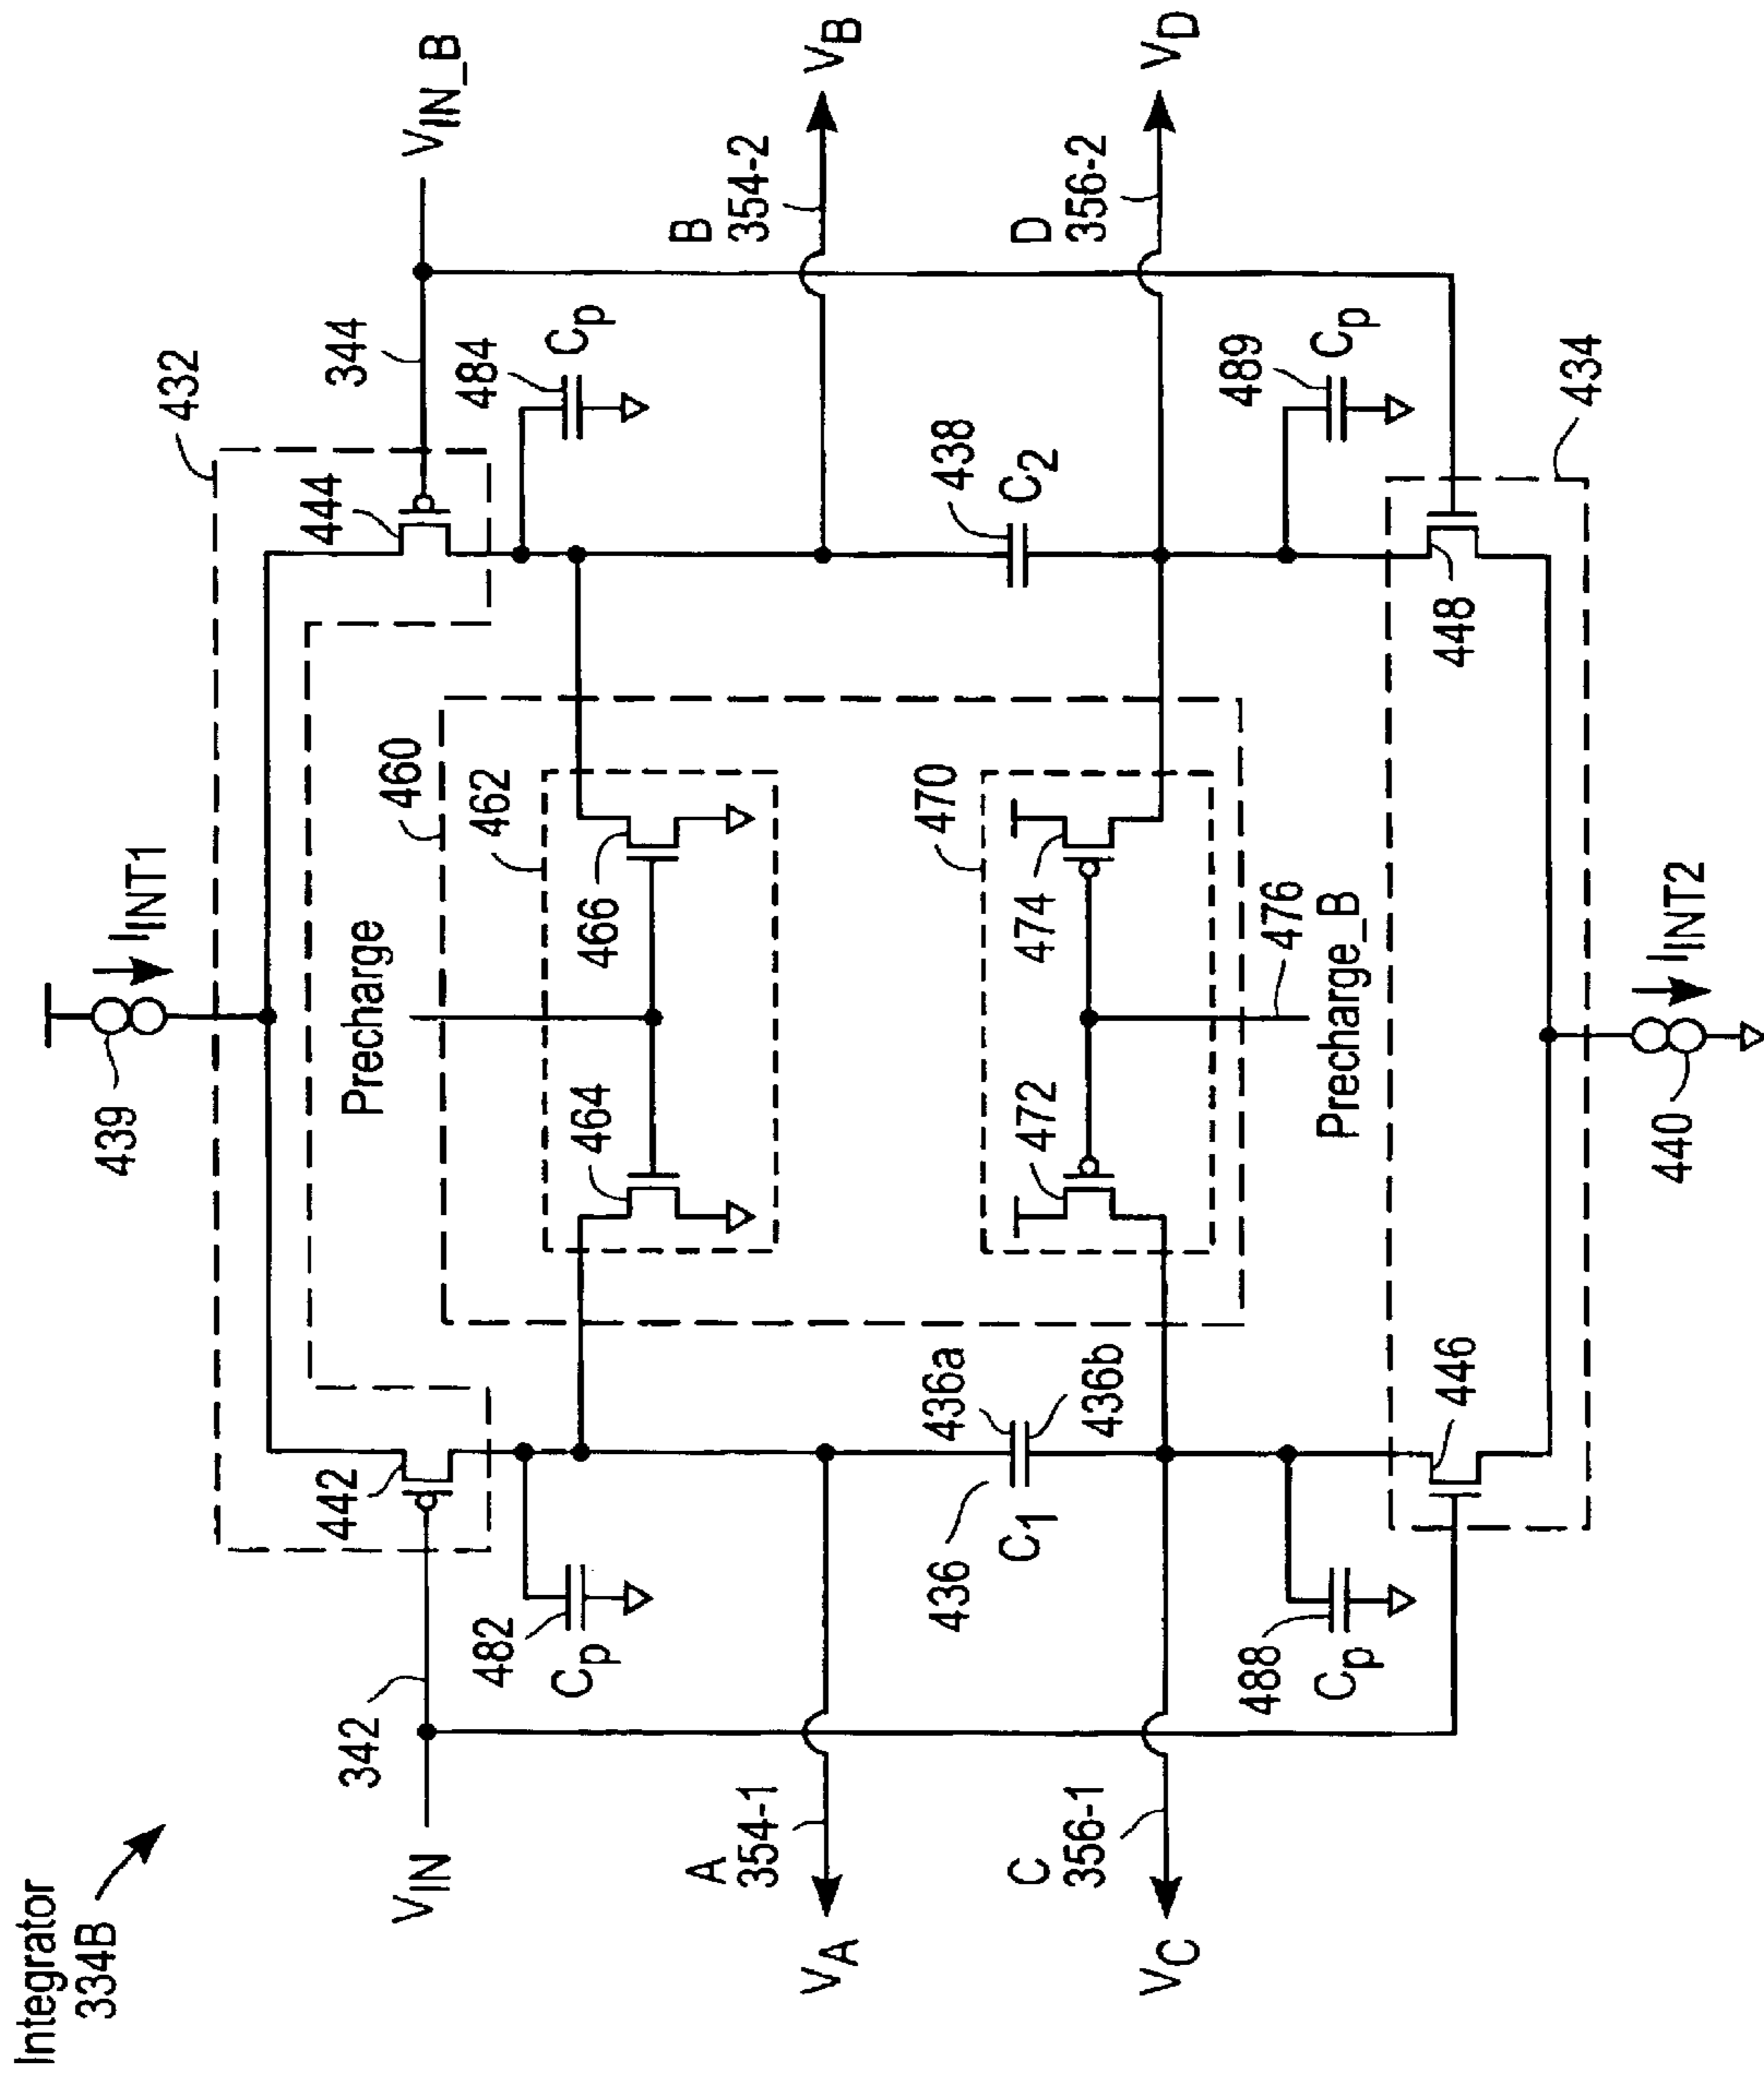 Integrator
334B
439
I_INT1
432
V_IN
342
442
444
344
V_IN_B
Precharge
460
462
482
C_p
464
466
484
C_p
A
354-1
V_A
B
354-2
V_B
436
C_1
436a
436b
472
470
474
438
C_2
C
356-1
V_C
D
356-2
V_D
476
Precharge_B
488
C_p
489
C_p
446
448
434
440
I_INT2